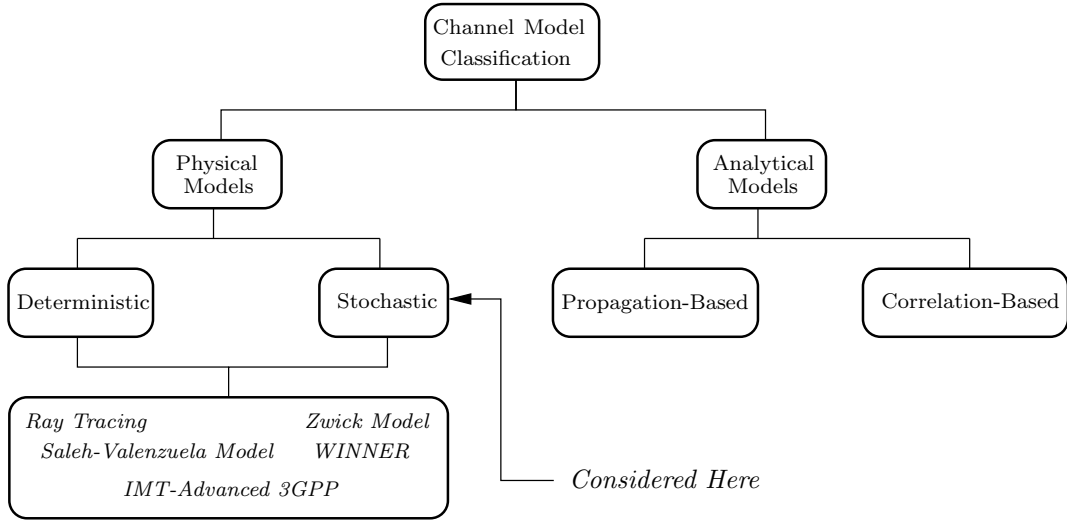 Channel Model
Classification
Physical
Models
Analytical
Models
Deterministic
Stochastic
Propagation-Based
Correlation-Based
Ray Tracing
Zwick Model
Saleh-Valenzuela Model
WINNER
IMT-Advanced 3GPP
Considered Here